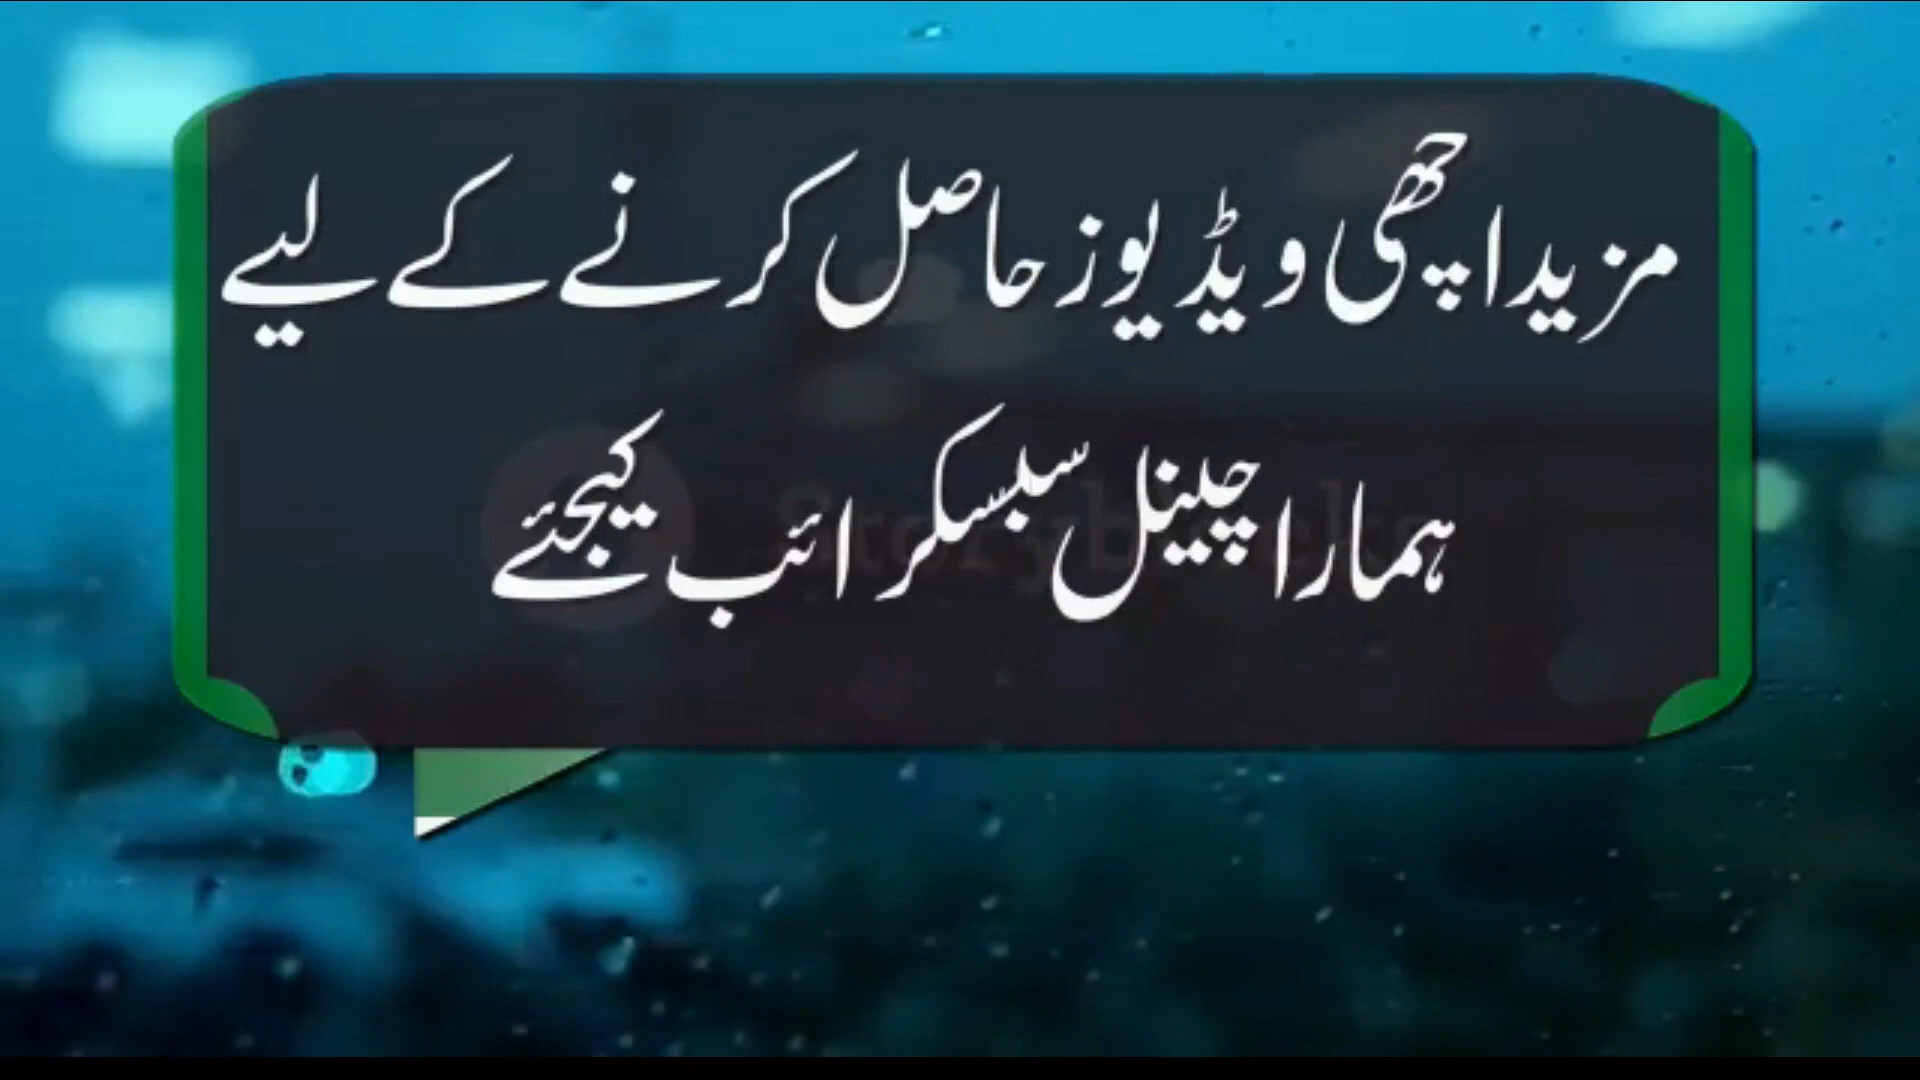 مزید اچھی ویڈیوز حاصل کرنے کے لیے
ہمارا چینل سبسکرائب کیجئے